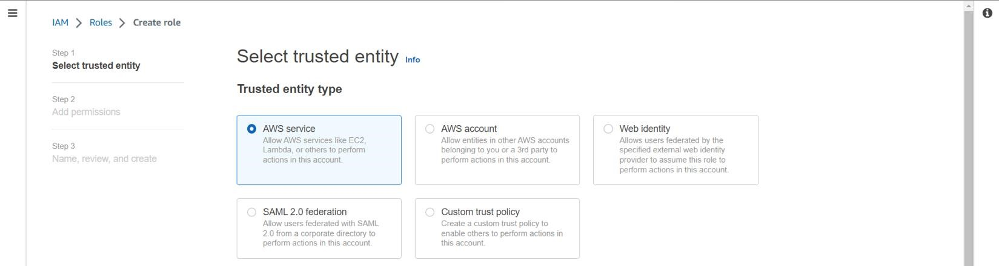 IAM > Roles > Create role
Step 1
Select trusted entity
Step 2
Add permissions
Step 3
Name, review, and create
Select trusted entity Info
Trusted entity type
AWS service
Allow AWS services like EC2,
Lambda, or others to perform
actions in this account.
AWS account
Allow entities in other AWS accounts
belonging to you or a 3rd party to
perform actions in this account.
Web identity
Allows users federated by the
specified external web identity
provider to assume this role to
perform actions in this account.
SAML 2.0 federation
Allow users federated with SAML
2.0 from a corporate directory to
perform actions in this account.
Custom trust policy
Create a custom trust policy to
enable others to perform actions in
this account.